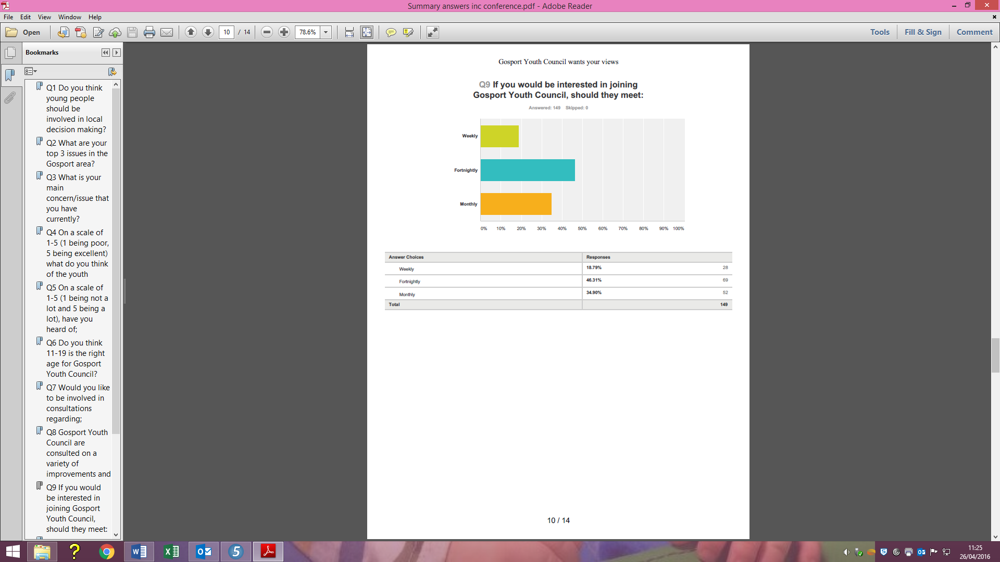 Summary answers inc conference.pdf - Adobe Reader
File Edit View Window Help
Open 10 / 14 78.6% Tools Fill & Sign Comment
Bookmarks
Q1 Do you think
young people
should be
involved in local
decision making?
Q2 What are your
top 3 issues in the
Gosport area?
Q3 What is your
main
concern/issue that
you have
currently?
Q4 On a scale of
1-5 (1 being poor,
5 being excellent)
what do you think
of the youth
Q5 On a scale of
1-5 (1 being not a
lot and 5 being a
lot), have you
heard of;
Q6 Do you think
11-19 is the right
age for Gosport
Youth Council?
Q7 Would you like
to be involved in
consultations
regarding;
Q8 Gosport Youth
Council are
consulted on a
variety of
improvements and
Q9 If you would
be interested in
joining Gosport
Youth Council,
should they meet:
Gosport Youth Council wants your views
Q9 If you would be interested in joining
Gosport Youth Council, should they meet:
Answered: 149 Skipped: 0
Weekly
Fortnightly
Monthly
0% 10% 20% 30% 40% 50% 60% 70% 80% 90% 100%
Answer Choices Responses
Weekly 18.79% 28
Fortnightly 46.31% 69
Monthly 34.90% 52
Total 149
10 / 14
11:25
26/04/2016